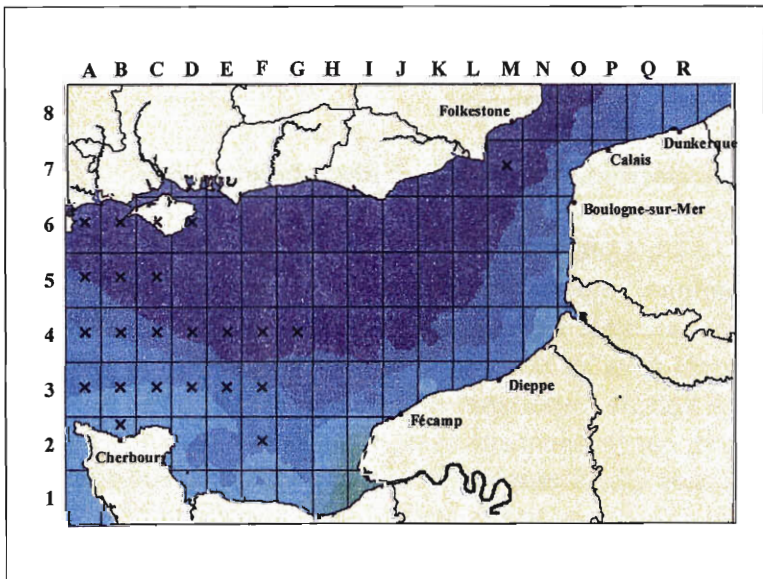 A B C D E F G H I J K L M N O P Q R
8
Folkestone
Dunkerque
7
Calais
6
Boulogne-sur-Mer
5
4
3
Dieppe
Fécamp
2
Cherbourg
1